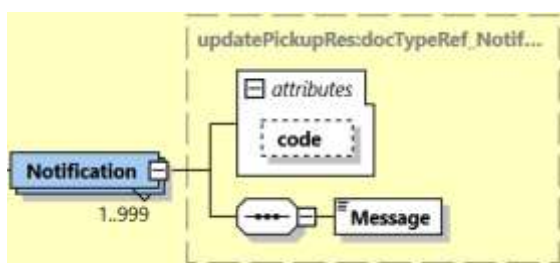 updatePickupRes:docTypeRef_Notif...
attributes
code
Notification
1..999
Message